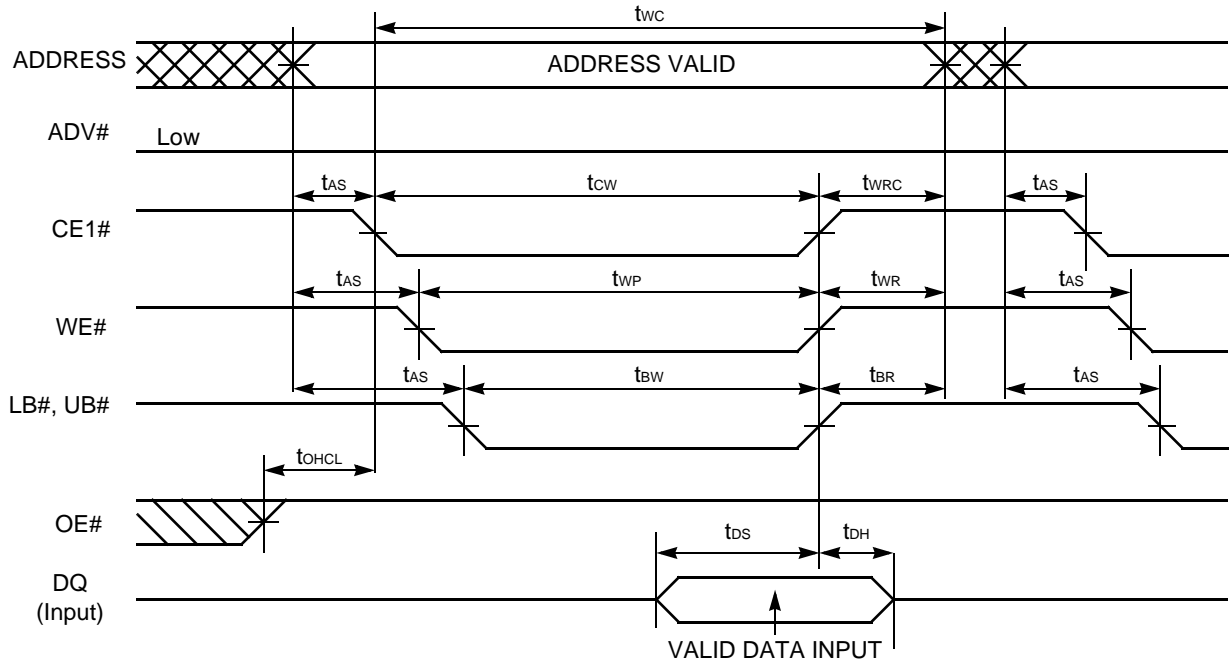 tWC
ADDRESS
ADDRESS VALID
ADV#
Low
tAS
tCW
tWRC
tAS
CE1#
tAS
tWP
tWR
tAS
WE#
tAS
tBW
tBR
tAS
LB#, UB#
tOHCL
OE#
tDS
tDH
DQ
(Input)
VALID DATA INPUT